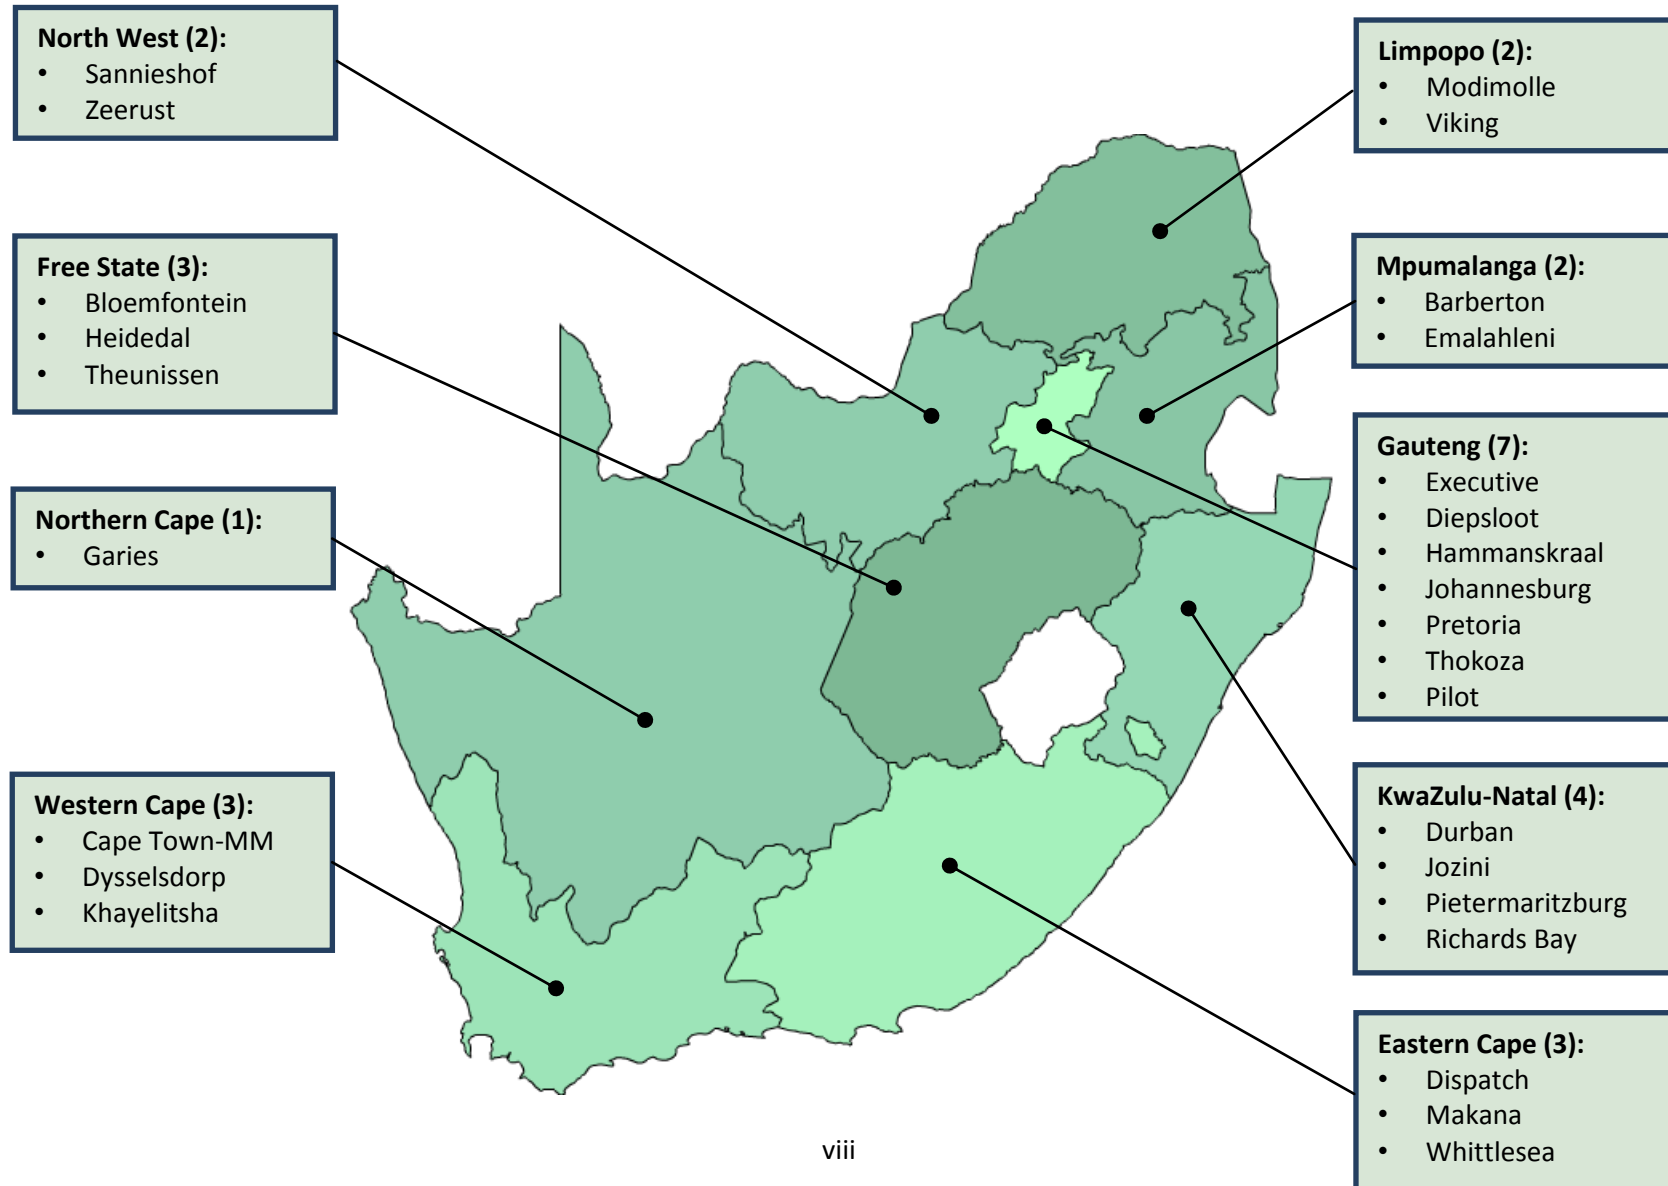 North West (2):
• Sannieshof
• Zeerust
Free State (3):
• Bloemfontein
• Heidedal
• Theunissen
Northern Cape (1):
• Garies
Western Cape (3):
• Cape Town-MM
• Dysselsdorp
• Khayelitsha
Limpopo (2):
• Modimolle
• Viking
Mpumalanga (2):
• Barberton
• Emalahleni
Gauteng (7):
• Executive
• Diepsloot
• Hammanskraal
• Johannesburg
• Pretoria
• Thokoza
• Pilot
KwaZulu-Natal (4):
• Durban
• Jozini
• Pietermaritzburg
• Richards Bay
Eastern Cape (3):
• Dispatch
• Makana
• Whittlesea
viii